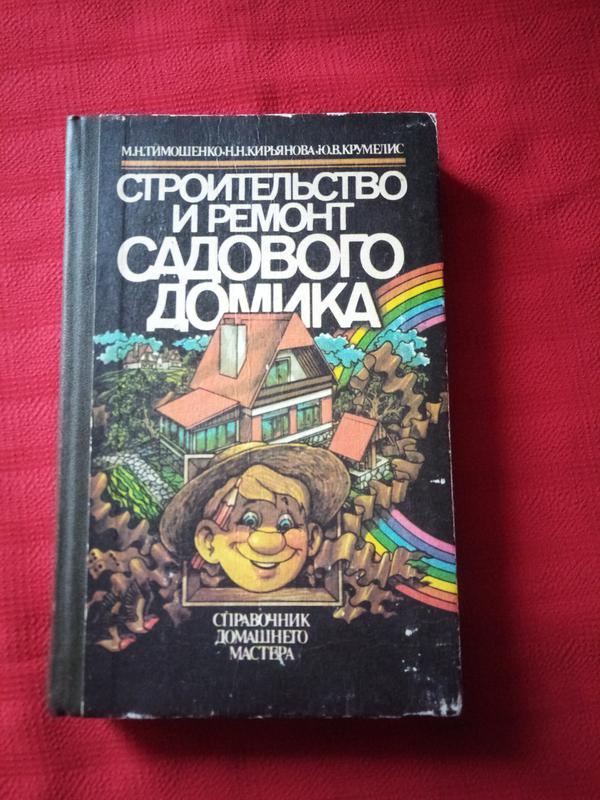 М.Н.ТИМОШЕНКО·Н.Н.КИРЬЯНОВА·Ю.В.КРУМЕЛИС
СТРОИТЕЛЬСТВО
И РЕМОНТ
САДОВОГО
ДОМИКА
СПРАВОЧНИК
ДОМАШНЕГО
МАСТЕРА